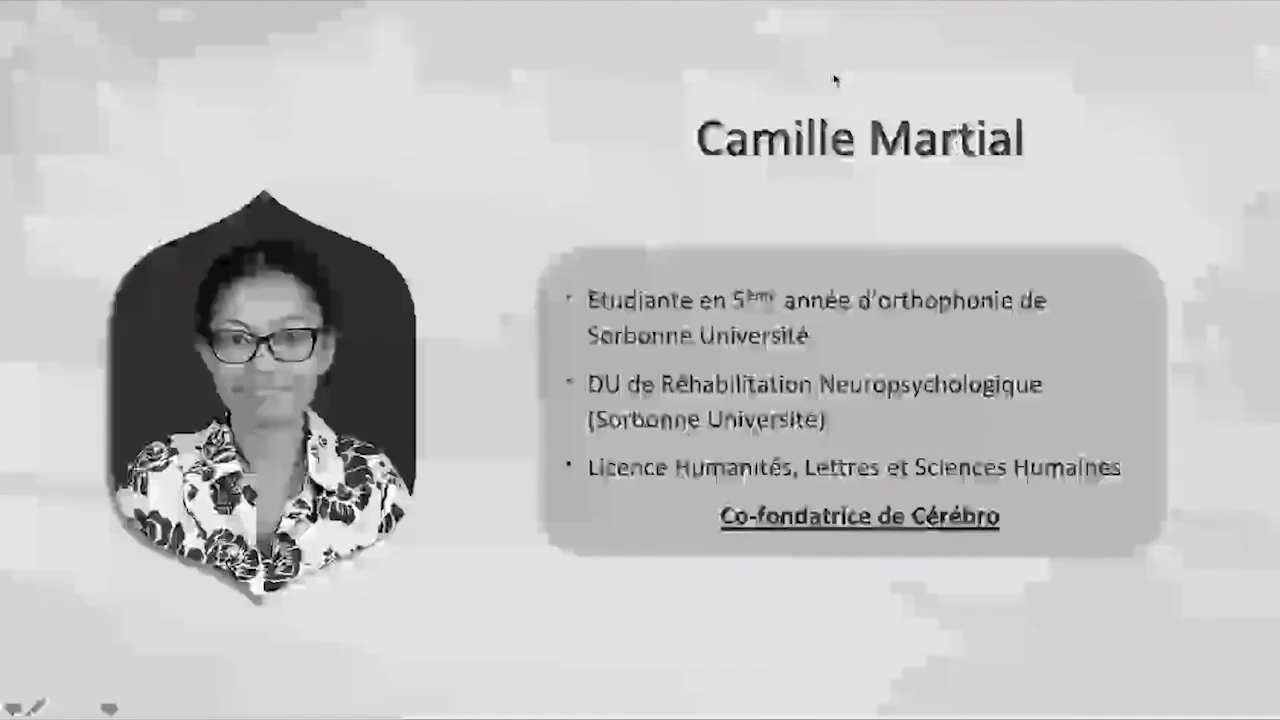 Camille Martial
Etudiante en 5ème année d'orthophonie de
Sorbonne Université
DU de Réhabilitation Neuropsychologique
(Sorbonne Université)
Licence Humanités, Lettres et Sciences Humaines
Co-fondatrice de Cérébro